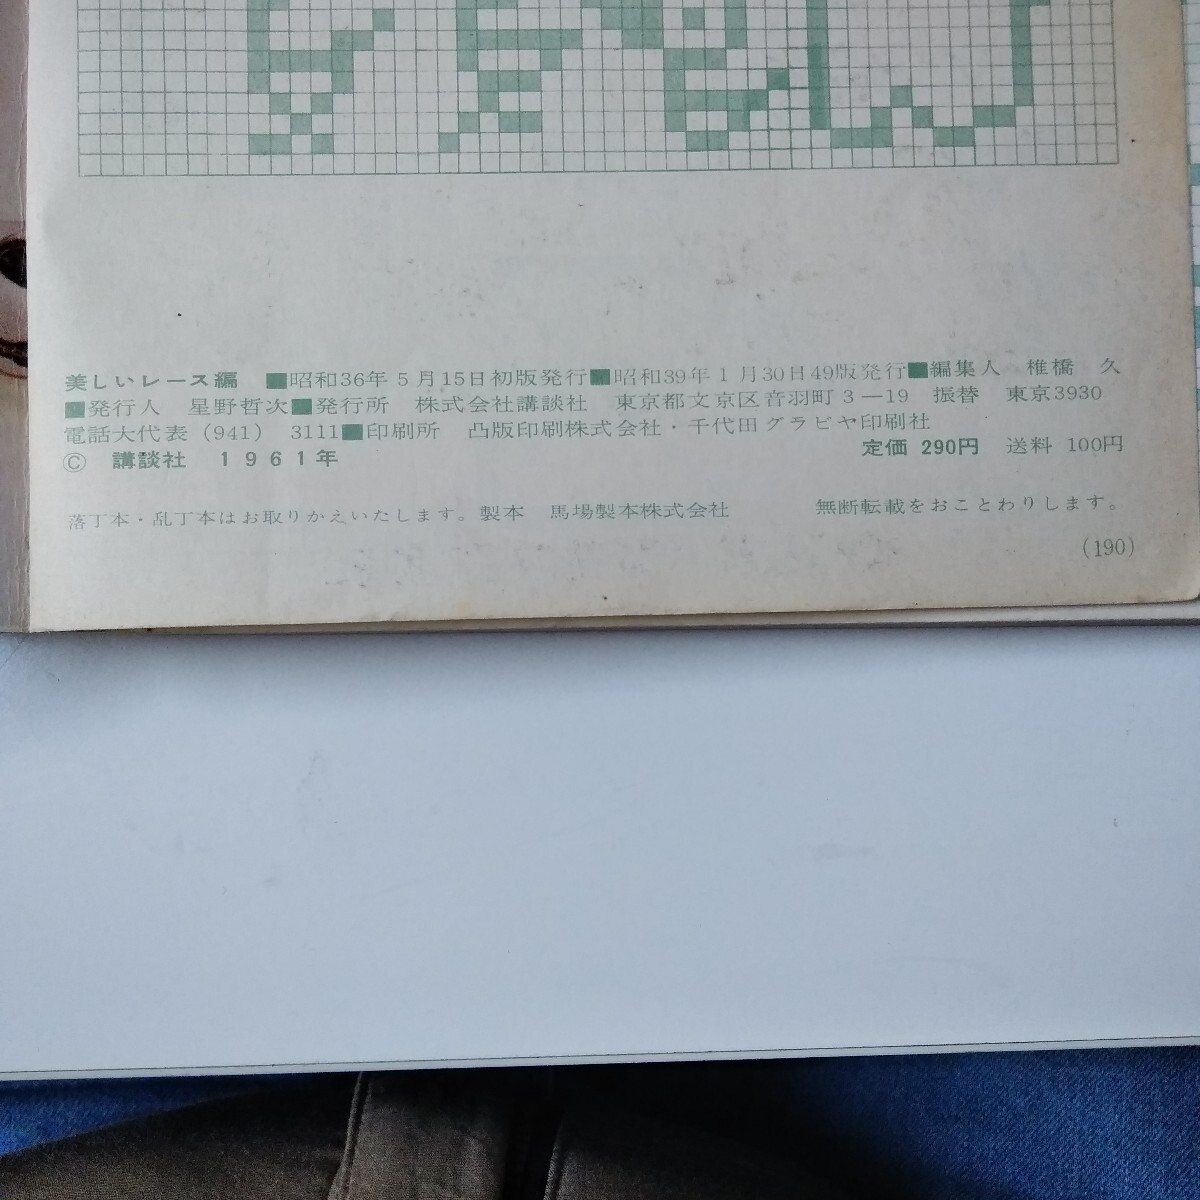 美しいレース編 ■昭和36年5月15日初版発行■昭和39年1月30日49版発行■編集人 椎橋 久
■発行人 星野哲次■発行所 株式会社講談社 東京都文京区音羽町3―19 振替 東京3930
電話大代表（941） 3111■印刷所 凸版印刷株式会社・千代田グラビヤ印刷社
Ⓒ 講談社 1961年 定価 290円 送料 100円
落丁本・乱丁本はお取りかえいたします。製本 馬場製本株式会社 無断転載をおことわりします。
（190）